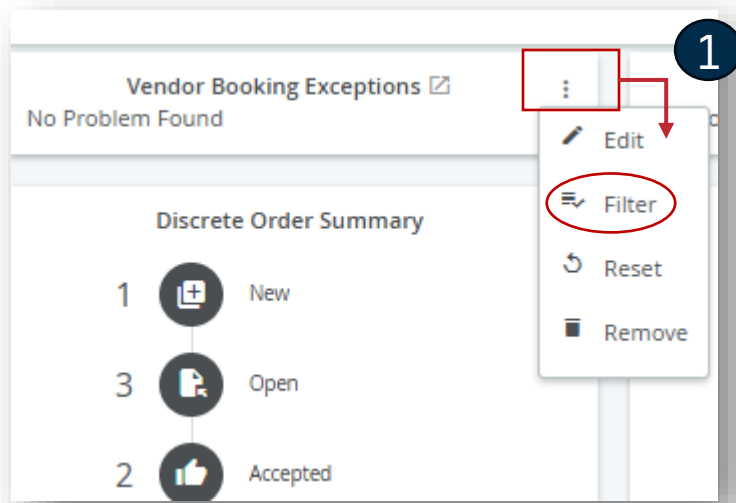 1
Vendor Booking Exceptions
No Problem Found
Edit
Filter
Reset
Remove
Discrete Order Summary
1 New
3 Open
2 Accepted